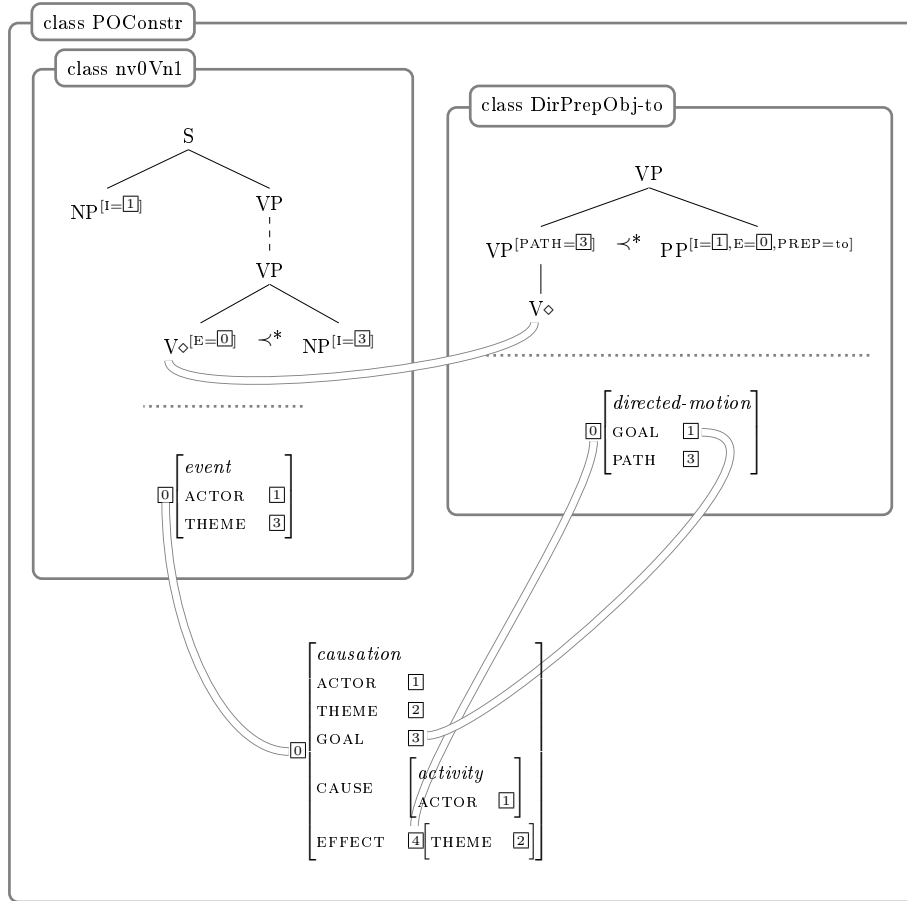 class POConstr
class nv0Vn1
S
NP[I=1]
VP
VP
V⋄[E=0] ≺* NP[I=3]
0 event
ACTOR 1
THEME 3
class DirPrepObj-to
VP
VP[PATH=3] ≺* PP[I=1,E=0,PREP=to]
V⋄
directed-motion
0 GOAL 1
PATH 3
causation
ACTOR 1
THEME 2
0 GOAL 3
CAUSE activity
ACTOR 1
EFFECT 4 THEME 2